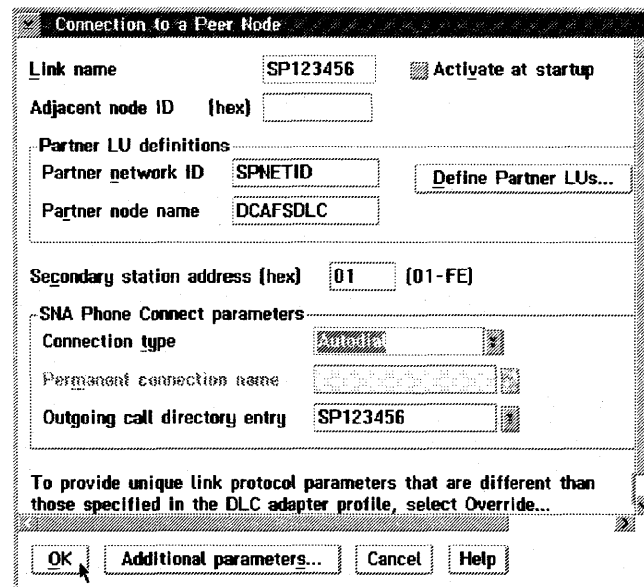 Connection to a Peer Node
Link name SP123456 Activate at startup
Adjacent node ID (hex)
Partner LU definitions
Partner network ID SPNETID Define Partner LUs...
Partner node name DCAFSDLC
Secondary station address (hex) 01 (01-FE)
SNA Phone Connect parameters
Connection type Autodial
Permanent connection name
Outgoing call directory entry SP123456
To provide unique link protocol parameters that are different than
those specified in the DLC adapter profile, select Override...
OK Additional parameters... Cancel Help